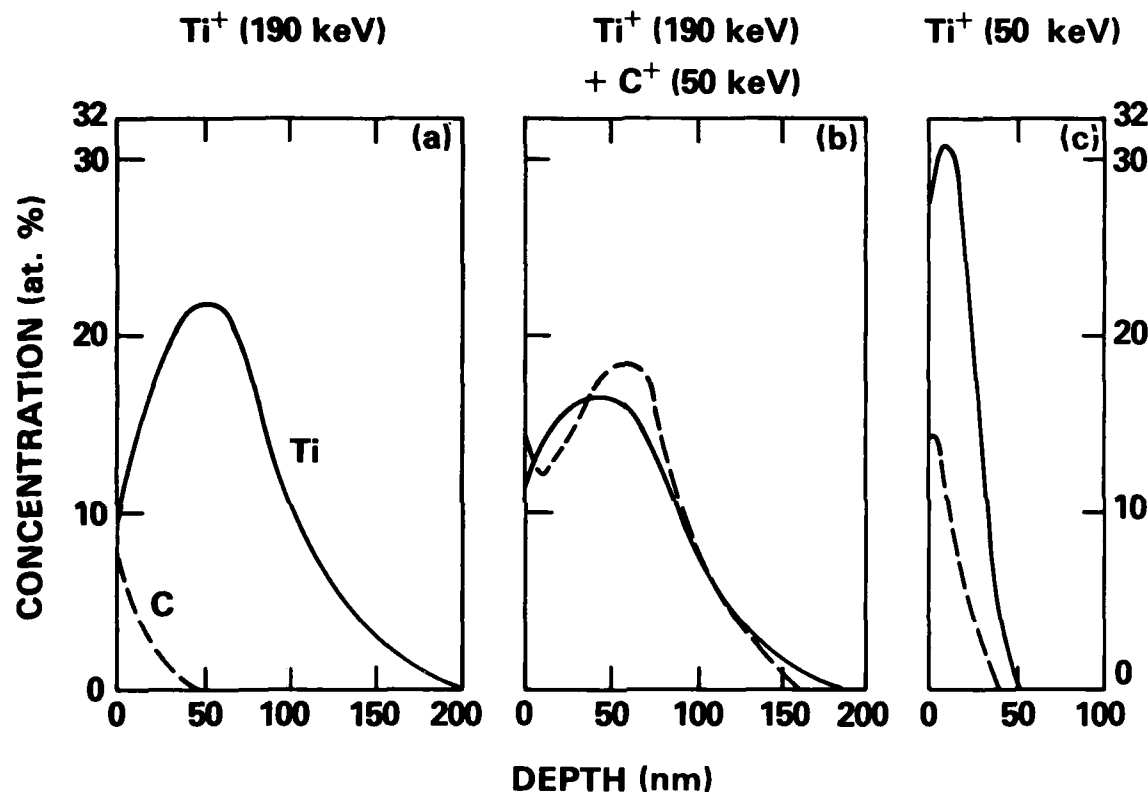 Ti+ (190 keV)
Ti+ (190 keV)
+ C+ (50 keV)
Ti+ (50 keV)
CONCENTRATION (at. %)
32
30
20
10
0
(a)
Ti
C
0 50 100 150 200
(b)
0 50 100 150 200
(c)
32
30
20
10
0
0 50 100
DEPTH (nm)